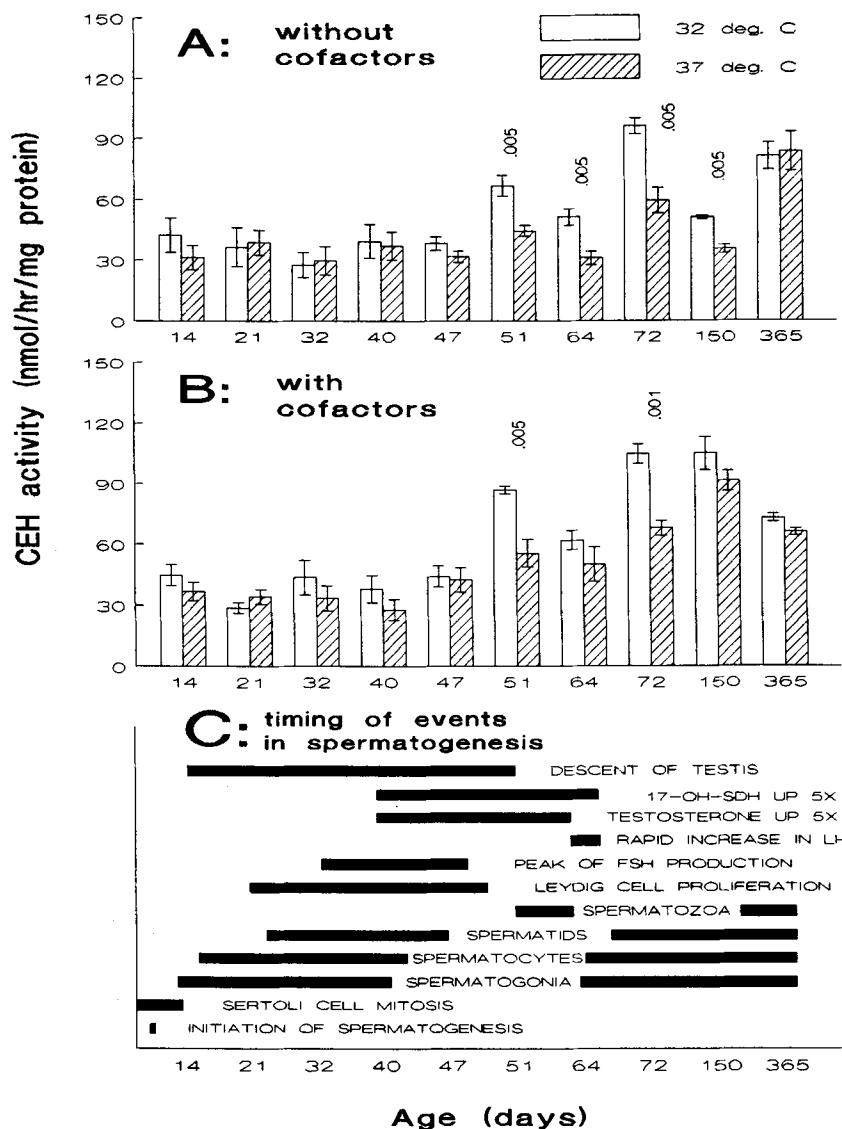 CEH activity (nmol/hr/mg protein)
150
120
90
60
30
0
A: without
cofactors
32 deg. C
37 deg. C
.005
.005
.005
.005
14 21 32 40 47 51 64 72 150 365
150
120
90
60
30
0
B: with
cofactors
.005
.001
14 21 32 40 47 51 64 72 150 365
C: timing of events
in spermatogenesis
DESCENT OF TESTIS
17-OH-SDH UP 5X
TESTOSTERONE UP 5X
RAPID INCREASE IN LH
PEAK OF FSH PRODUCTION
LEYDIG CELL PROLIFERATION
SPERMATOZOA
SPERMATIDS
SPERMATOCYTES
SPERMATOGONIA
SERTOLI CELL MITOSIS
INITIATION OF SPERMATOGENESIS
14 21 32 40 47 51 64 72 150 365
Age (days)